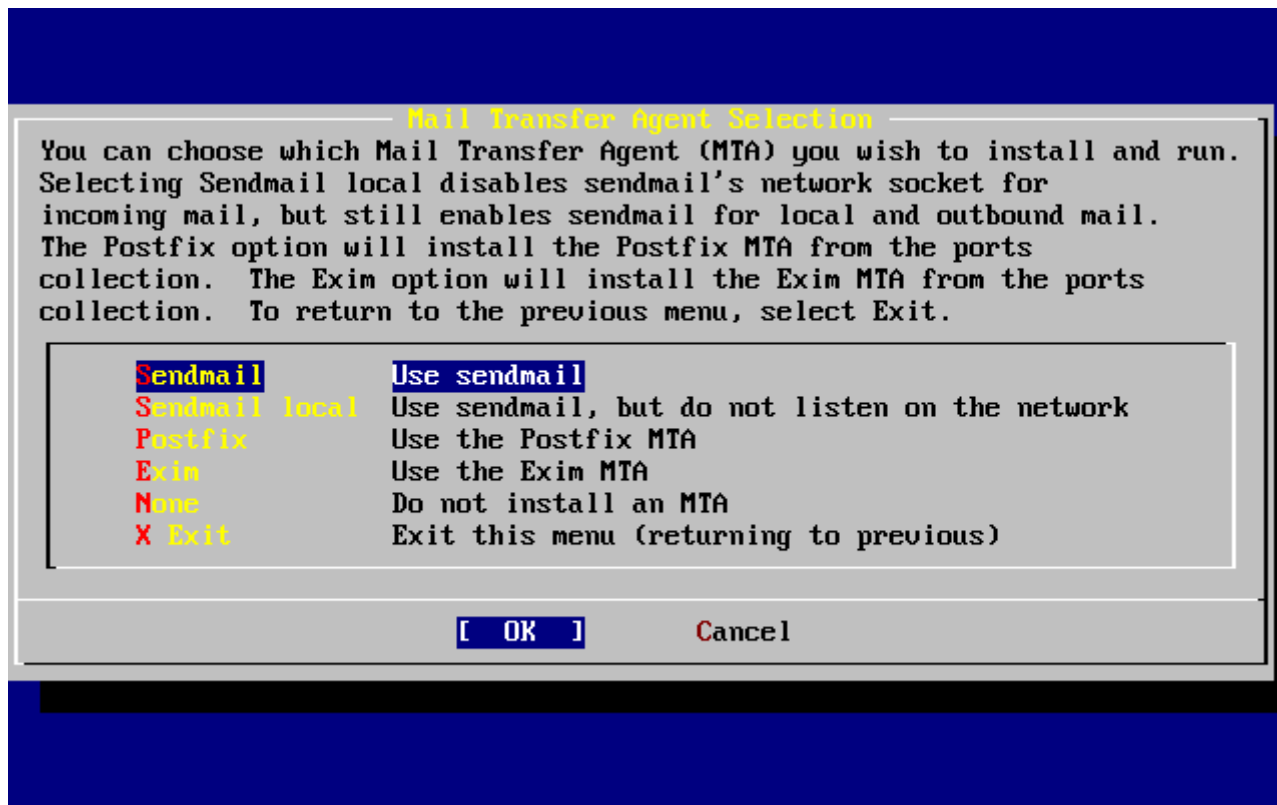 Mail Transfer Agent Selection
You can choose which Mail Transfer Agent (MTA) you wish to install and run.
Selecting Sendmail local disables sendmail's network socket for
incoming mail, but still enables sendmail for local and outbound mail.
The Postfix option will install the Postfix MTA from the ports
collection.  The Exim option will install the Exim MTA from the ports
collection.  To return to the previous menu, select Exit.
Sendmail Use sendmail
Sendmail local Use sendmail, but do not listen on the network
Postfix Use the Postfix MTA
Exim Use the Exim MTA
None Do not install an MTA
X Exit Exit this menu (returning to previous)
[ OK ] Cancel